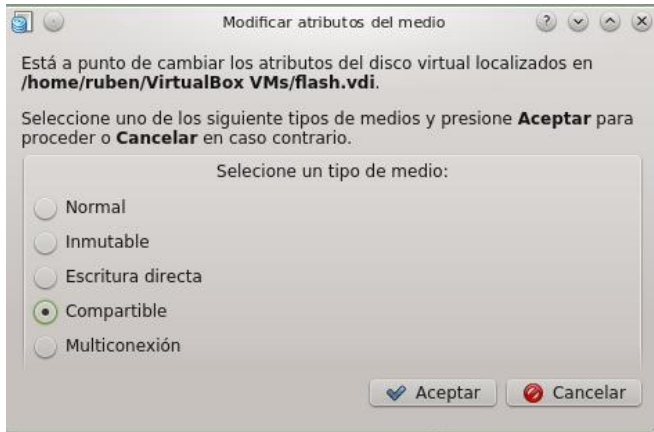 Modificar atributos del medio
Está a punto de cambiar los atributos del disco virtual localizados en
/home/ruben/VirtualBox VMs/flash.vdi.
Seleccione uno de los siguiente tipos de medios y presione Aceptar para
proceder o Cancelar en caso contrario.
Selecione un tipo de medio:
Normal
Inmutable
Escritura directa
Compartible
Multiconexión
Aceptar Cancelar